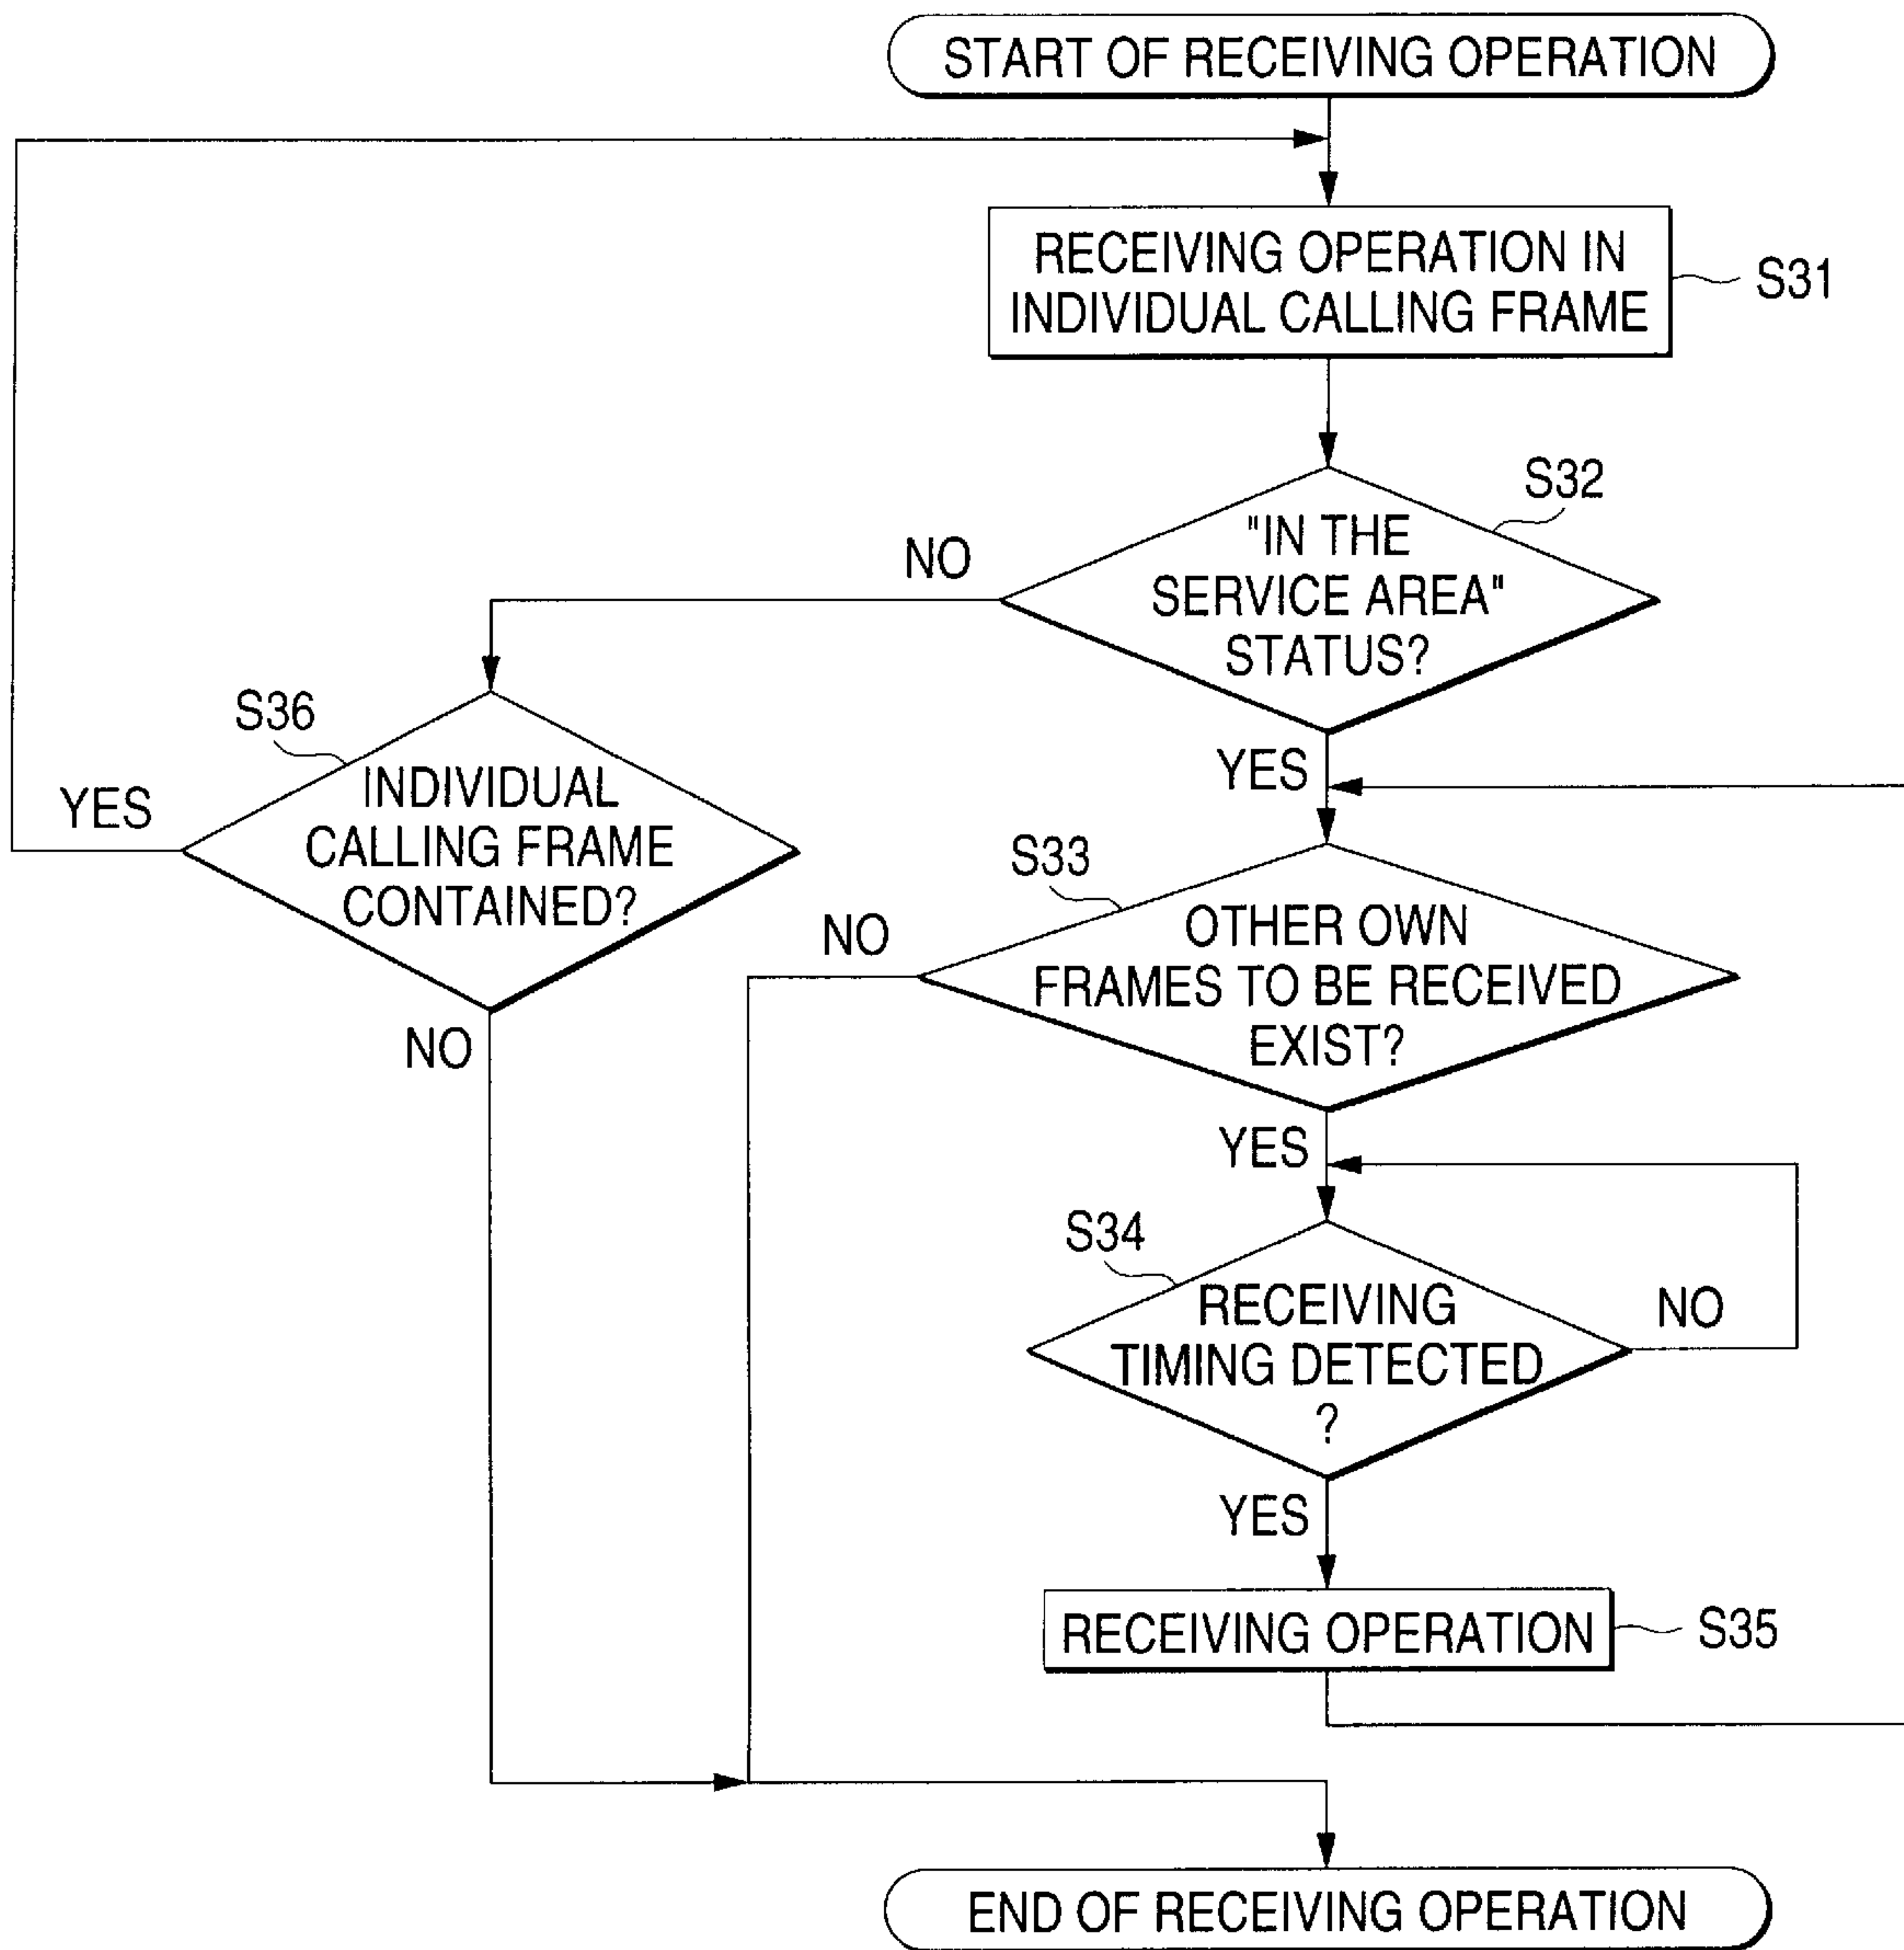 START OF RECEIVING OPERATION
RECEIVING OPERATION IN
INDIVIDUAL CALLING FRAME
S31
S32
"IN THE
SERVICE AREA"
STATUS?
NO
YES
S36
INDIVIDUAL
CALLING FRAME
CONTAINED?
YES
NO
S33
OTHER OWN
FRAMES TO BE RECEIVED
EXIST?
NO
YES
S34
RECEIVING
TIMING DETECTED
?
NO
YES
RECEIVING OPERATION
S35
END OF RECEIVING OPERATION